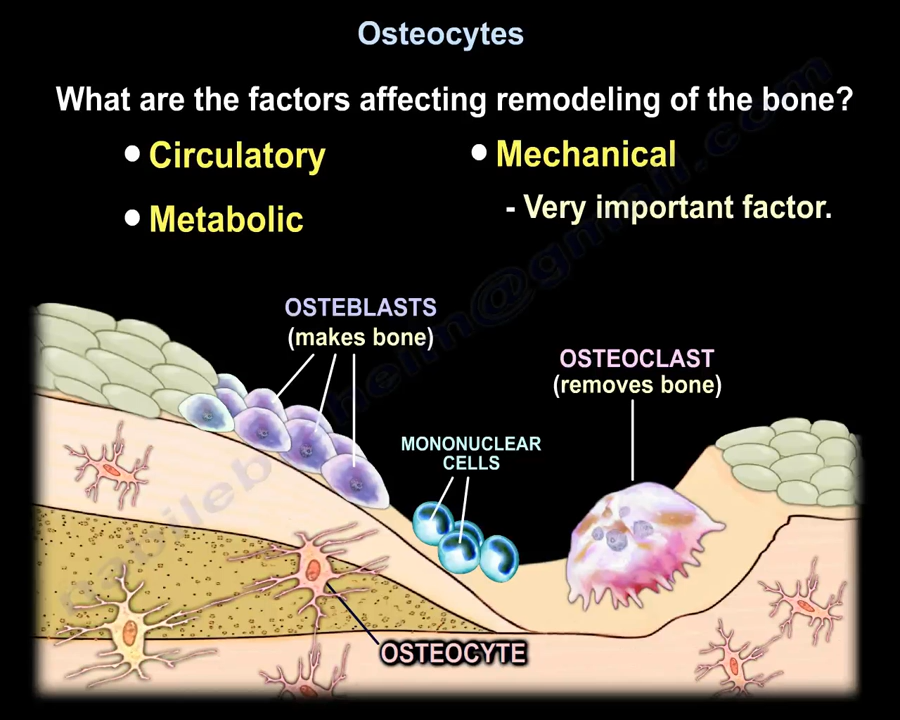 Osteocytes
What are the factors affecting remodeling of the bone?
• Circulatory
• Metabolic
• Mechanical
- Very important factor.
OSTEBLASTS
(makes bone)
OSTEOCLAST
(removes bone)
MONONUCLEAR
CELLS
OSTEOCYTE